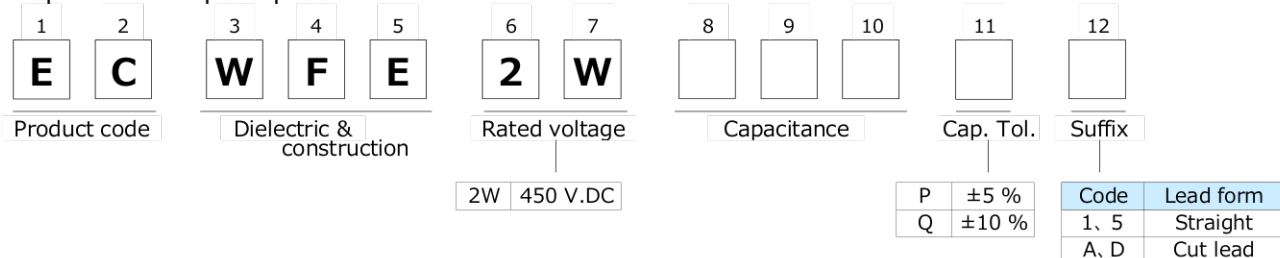 1 2 3 4 5 6 7 8 9 10 11 12
E C W F E 2 W
Product code Dielectric & Rated voltage Capacitance Cap. Tol. Suffix
construction
2W 450 V.DC P ±5 % Code Lead form
Q ±10 % 1、5 Straight
A、D Cut lead